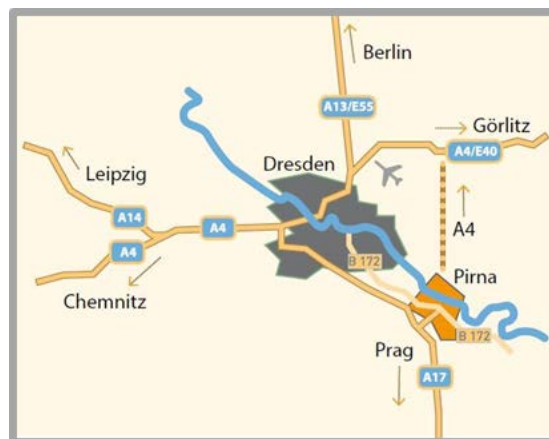 Berlin
A13/E55
Görlitz
A4/E40
Dresden
Leipzig
A14
A4
A4
A4
Chemnitz
B 172
Pirna
Prag
B 172
A17